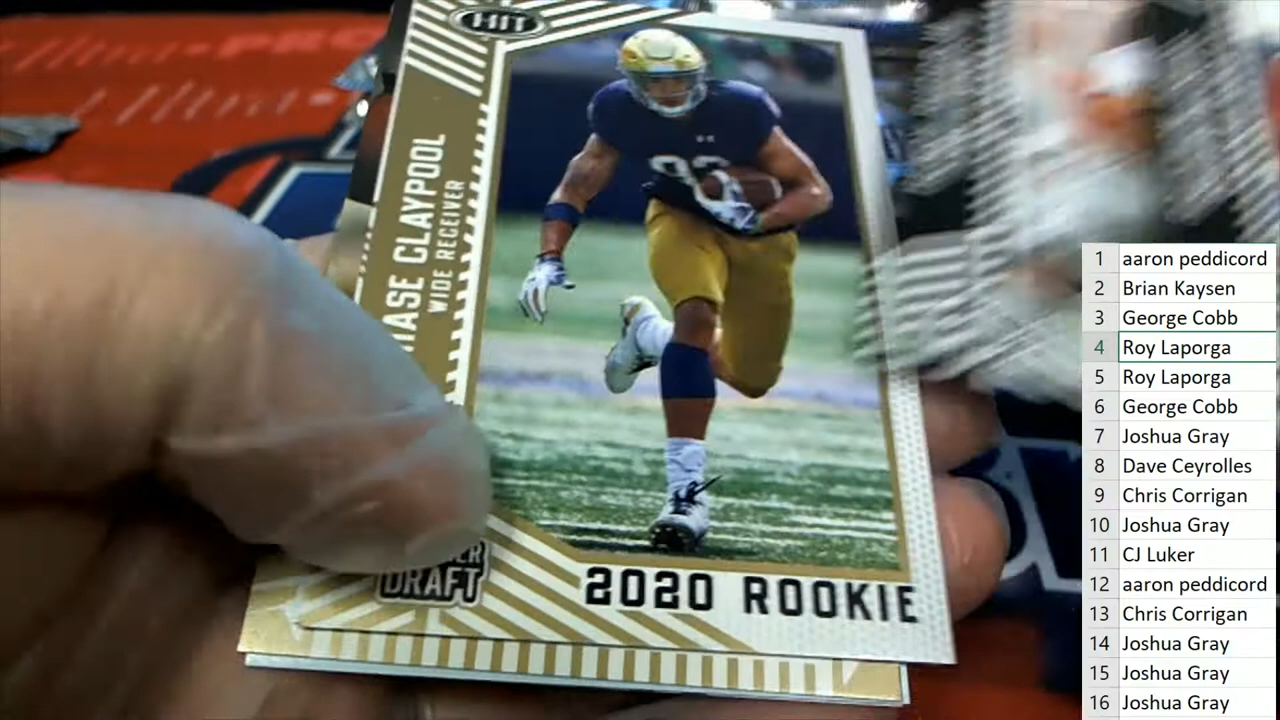 HIT
HASE CLAYPOOL
WIDE RECEIVER
DRAFT
2020 ROOKIE
1 aaron peddicord
2 Brian Kaysen
3 George Cobb
4 Roy Laporga
5 Roy Laporga
6 George Cobb
7 Joshua Gray
8 Dave Ceyrolles
9 Chris Corrigan
10 Joshua Gray
11 CJ Luker
12 aaron peddicord
13 Chris Corrigan
14 Joshua Gray
15 Joshua Gray
16 Joshua Gray